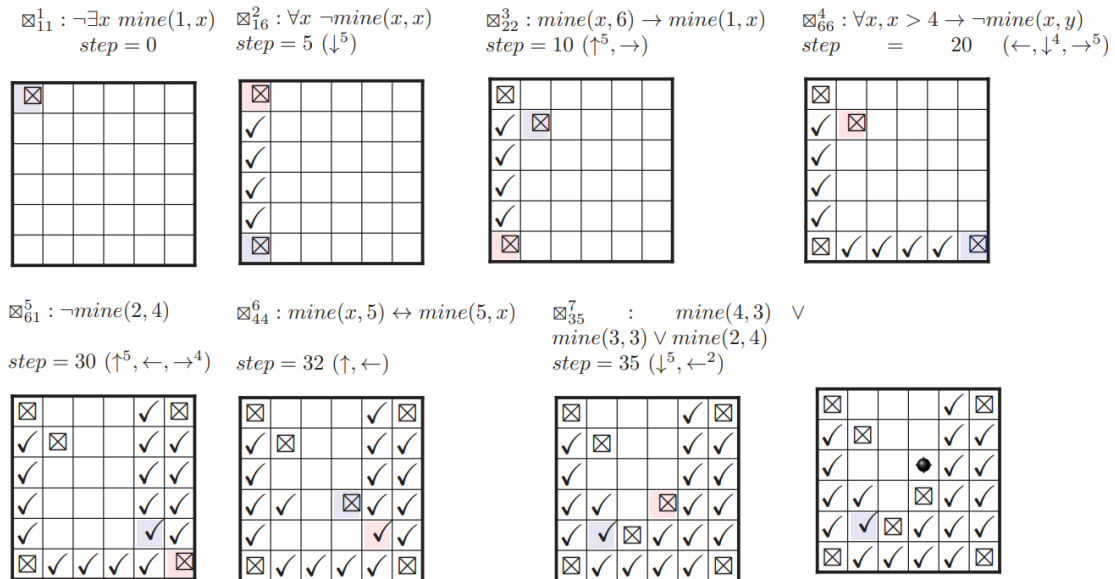 ⊠¹₁₁ : ¬∃x mine(1, x)
step = 0
⊠²₁₆ : ∀x ¬mine(x, x)
step = 5 (↓⁵)
⊠³₂₂ : mine(x, 6) → mine(1, x)
step = 10 (↑⁵, →)
⊠⁴₆₆ : ∀x, x > 4 → ¬mine(x, y)
step = 20 (←, ↓⁴, →⁵)
⊠⁵₆₁ : ¬mine(2, 4)
step = 30 (↑⁵, ←, →⁴)
⊠⁶₄₄ : mine(x, 5) ↔ mine(5, x)
step = 32 (↑, ←)
⊠⁷₃₅ : mine(4, 3) ∨
mine(3, 3) ∨ mine(2, 4)
step = 35 (↓⁵, ←²)